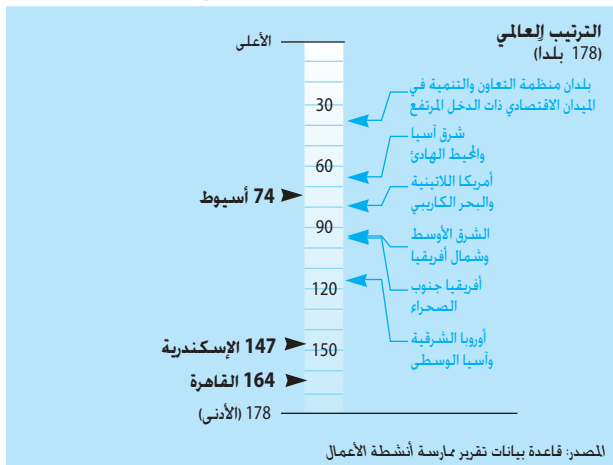 الترتيب العالمي
(178 بلدا)
الأعلى
بلدان منظمة التعاون والتنمية في
الميدان الاقتصادي ذات الدخل المرتفع
30
شرق آسيا
والمحيط الهادئ
60
أمريكا اللاتينية
والبحر الكاريبي
74 أسيوط
90
الشرق الأوسط
وشمال أفريقيا
أفريقيا جنوب
الصحراء
120
أوروبا الشرقية
وآسيا الوسطى
147 الإسكندرية
150
164 القاهرة
178 (الأدنى)
المصدر: قاعدة بيانات تقرير ممارسة أنشطة الأعمال